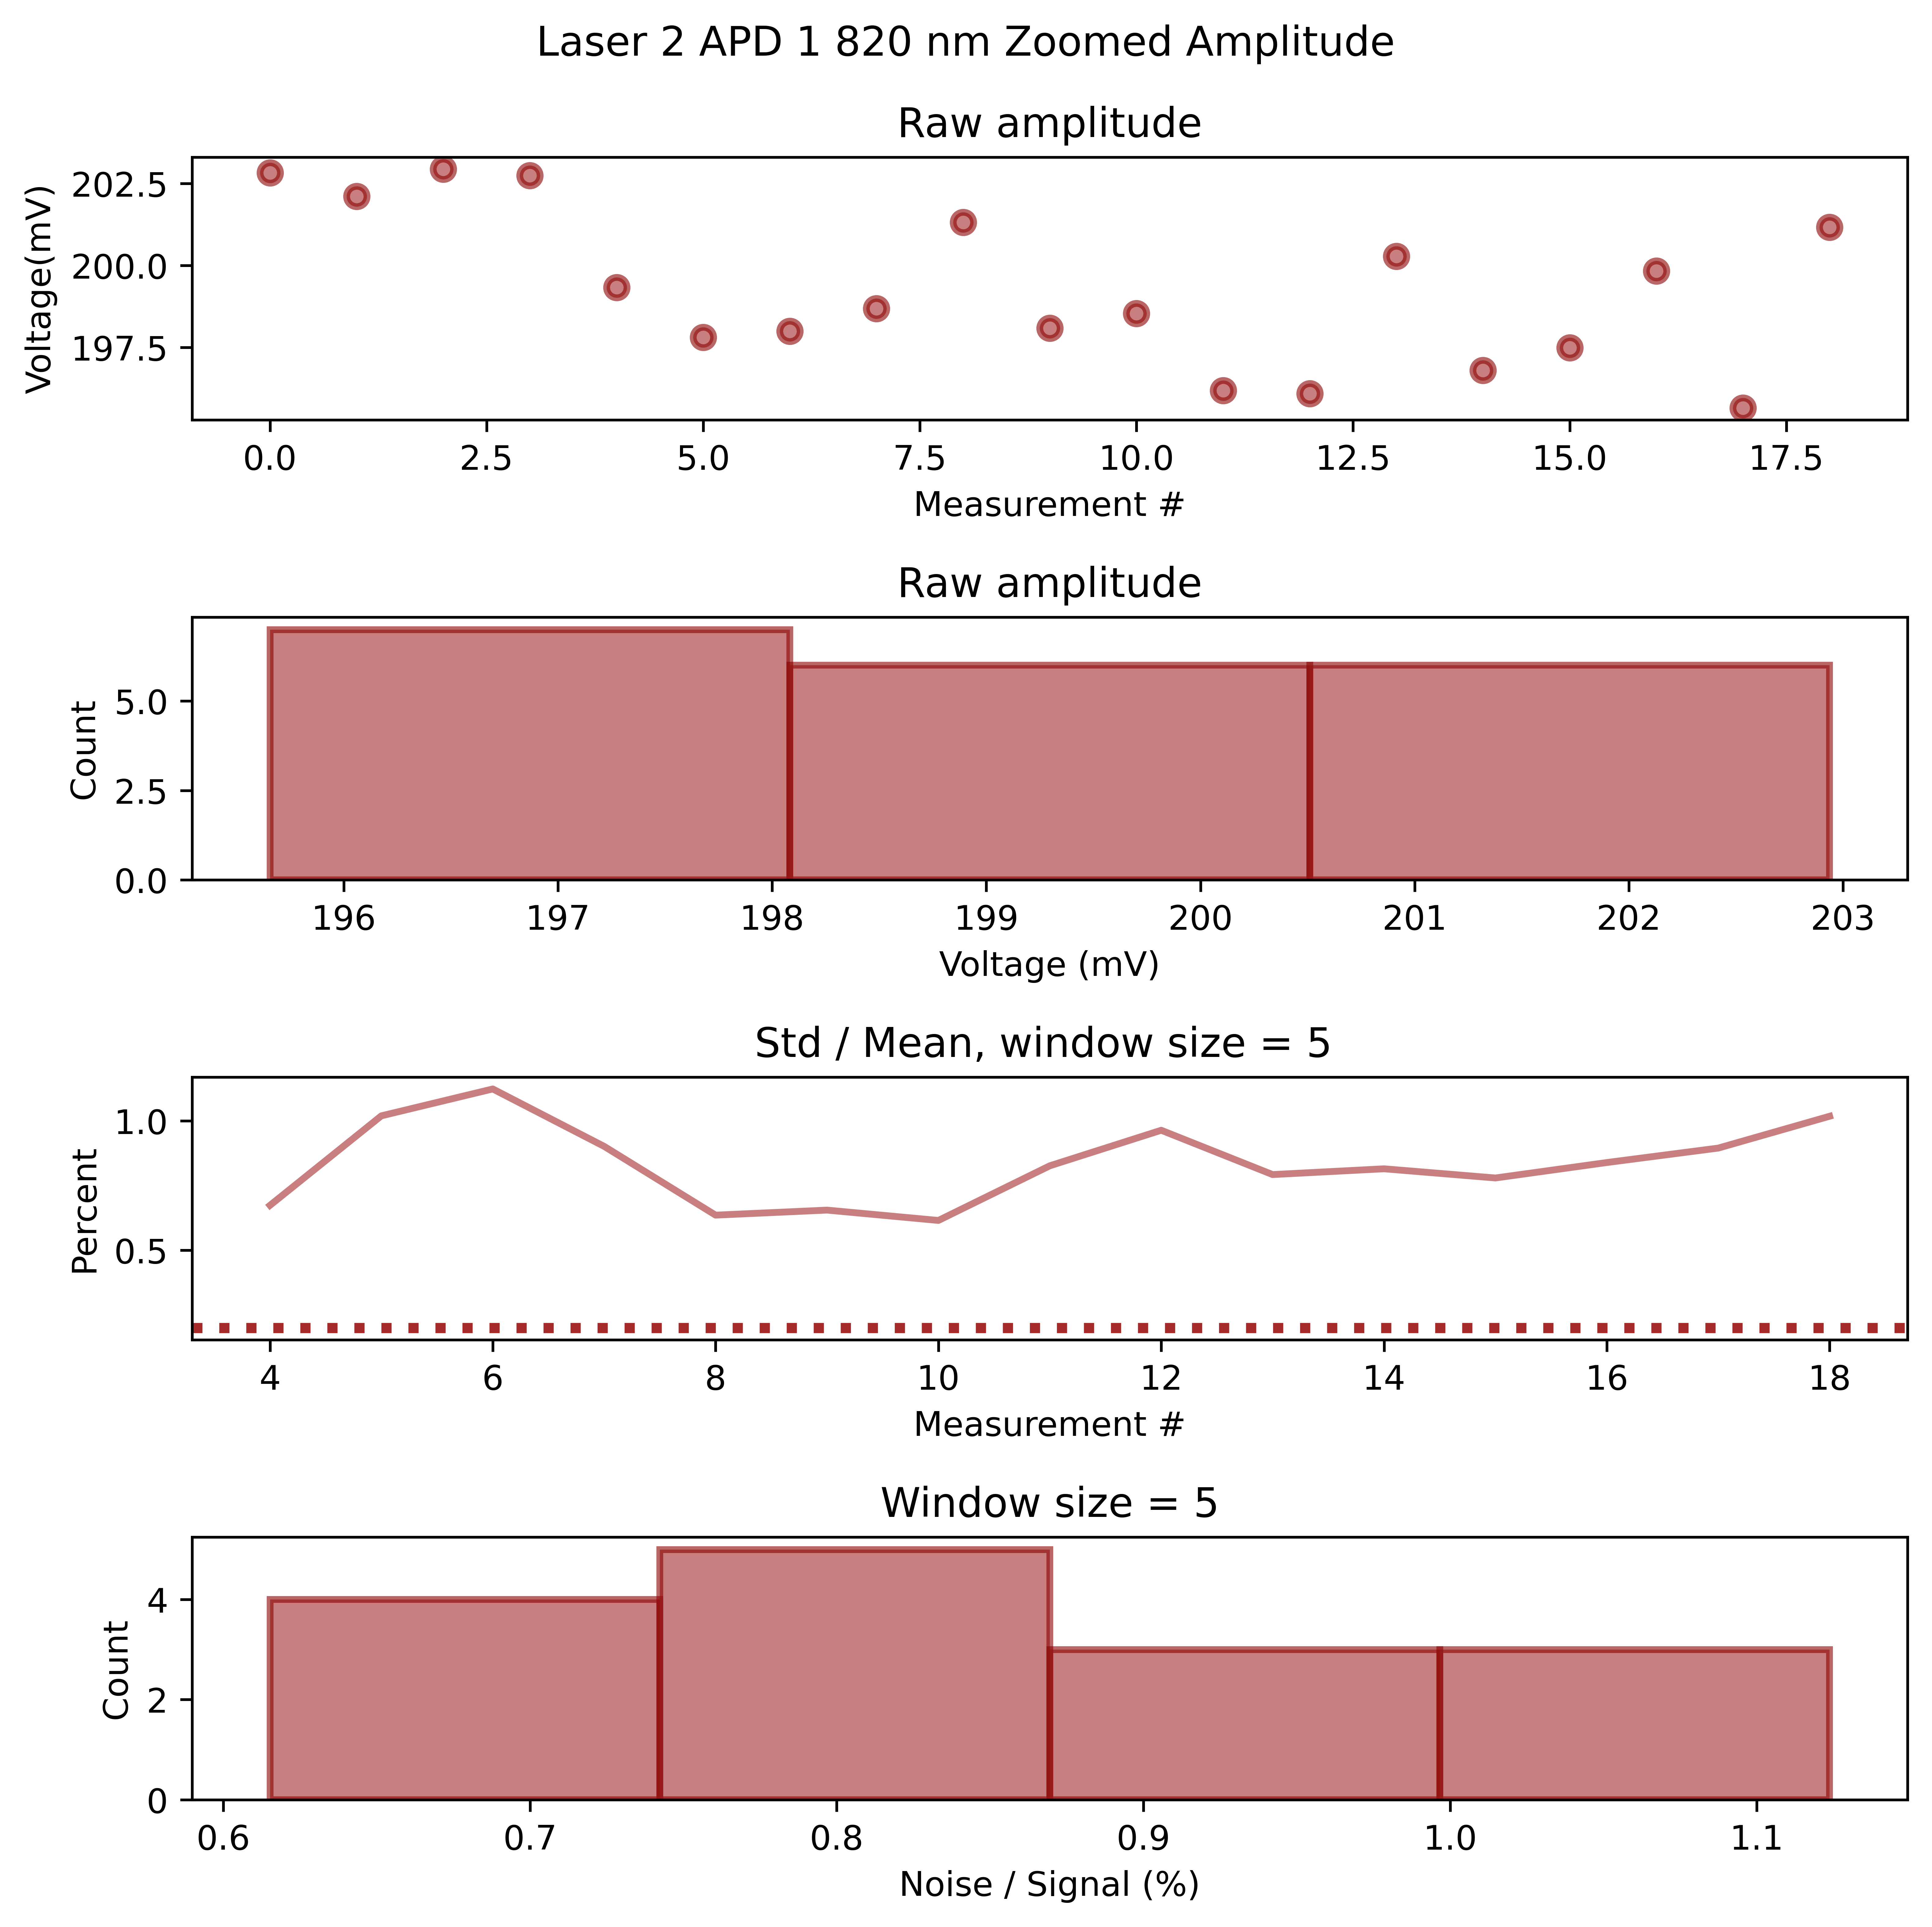 Laser 2 APD 1 820 nm Zoomed Amplitude
Raw amplitude
Voltage(mV)
202.5
200.0
197.5
0.0 2.5 5.0 7.5 10.0 12.5 15.0 17.5
Measurement #
Raw amplitude
Count
5.0
2.5
0.0
196 197 198 199 200 201 202 203
Voltage (mV)
Std / Mean, window size = 5
Percent
1.0
0.5
4 6 8 10 12 14 16 18
Measurement #
Window size = 5
Count
4
2
0
0.6 0.7 0.8 0.9 1.0 1.1
Noise / Signal (%)